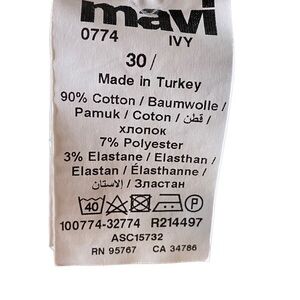 mavi
0774 IVY
30 /
Made in Turkey
90% Cotton / Baumwolle /
Pamuk / Coton / قطن /
хлопок
7% Polyester
3% Elastane / Elasthan /
Elastan / Élasthanne /
الاستان / Эластан
40 P
100774-32774 R214497
ASC15732
RN 95767 CA 34786